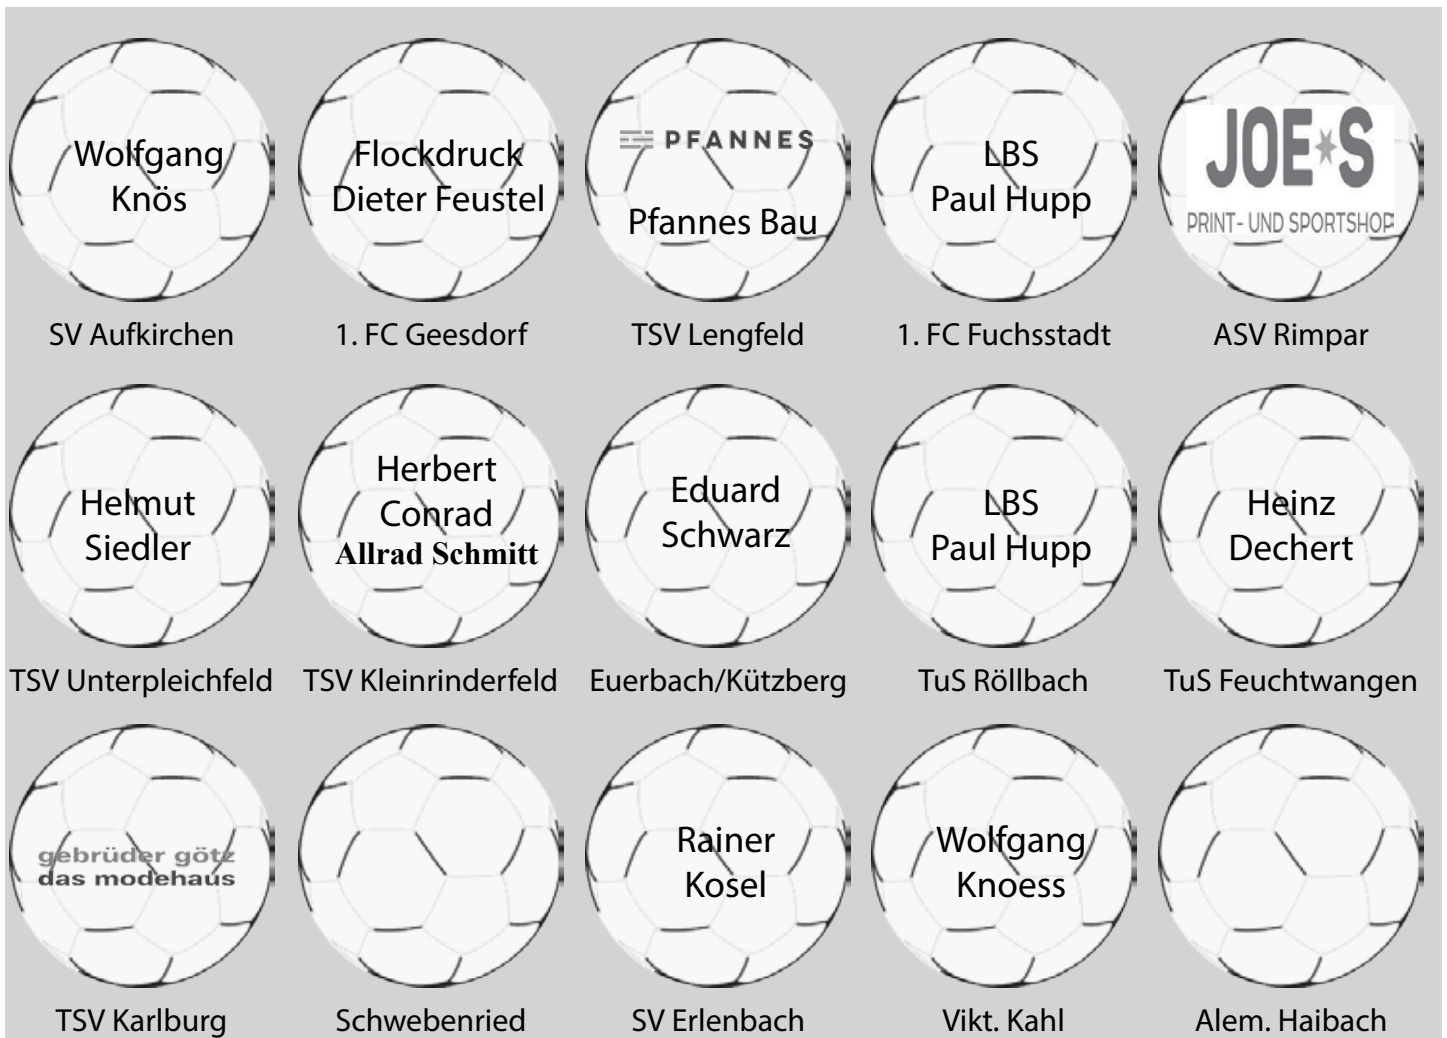 Wolfgang
Knös
SV Aufkirchen
Flockdruck
Dieter Feustel
1. FC Geesdorf
PFANNES
Pfannes Bau
TSV Lengfeld
LBS
Paul Hupp
1. FC Fuchsstadt
JOE*S
PRINT- UND SPORTSHOP
ASV Rimpar
Helmut
Siedler
TSV Unterpleichfeld
Herbert
Conrad
Allrad Schmitt
TSV Kleinrinderfeld
Eduard
Schwarz
Euerbach/Kützberg
LBS
Paul Hupp
TuS Röllbach
Heinz
Dechert
TuS Feuchtwangen
gebrüder götz
das modehaus
TSV Karlburg
Schwebenried
Rainer
Kosel
SV Erlenbach
Wolfgang
Knoess
Vikt. Kahl
Alem. Haibach